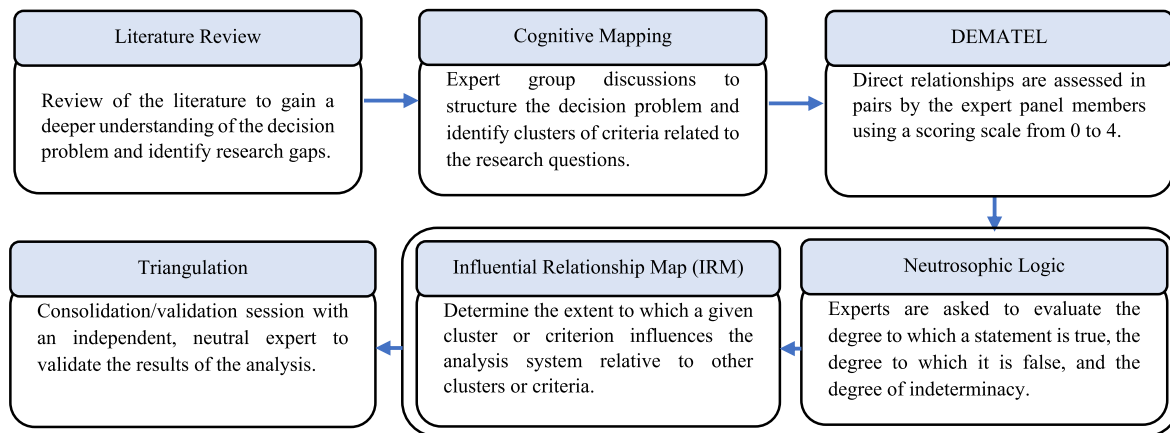 Literature Review
Review of the literature to gain a
deeper understanding of the decision
problem and identify research gaps.
Cognitive Mapping
Expert group discussions to
structure the decision problem and
identify clusters of criteria related to
the research questions.
DEMATEL
Direct relationships are assessed in
pairs by the expert panel members
using a scoring scale from 0 to 4.
Neutrosophic Logic
Experts are asked to evaluate the
degree to which a statement is true, the
degree to which it is false, and the
degree of indeterminacy.
Influential Relationship Map (IRM)
Determine the extent to which a given
cluster or criterion influences the
analysis system relative to other
clusters or criteria.
Triangulation
Consolidation/validation session with
an independent, neutral expert to
validate the results of the analysis.